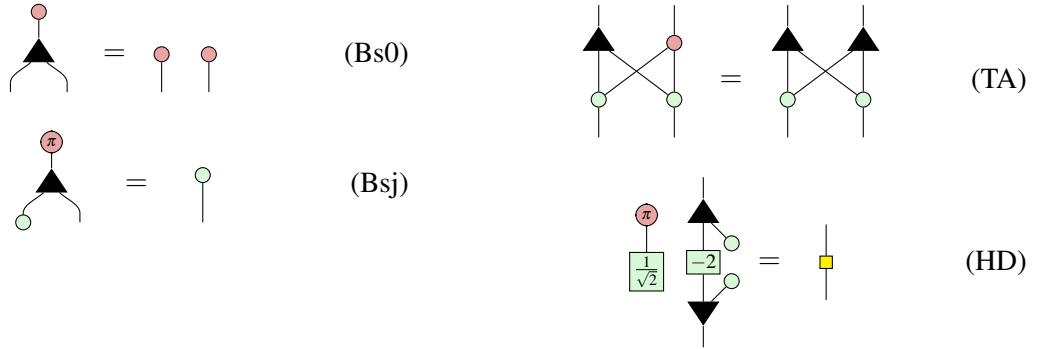 = (Bs0)
= (TA)
π
= (Bsj)
π
1/√2 −2 = (HD)